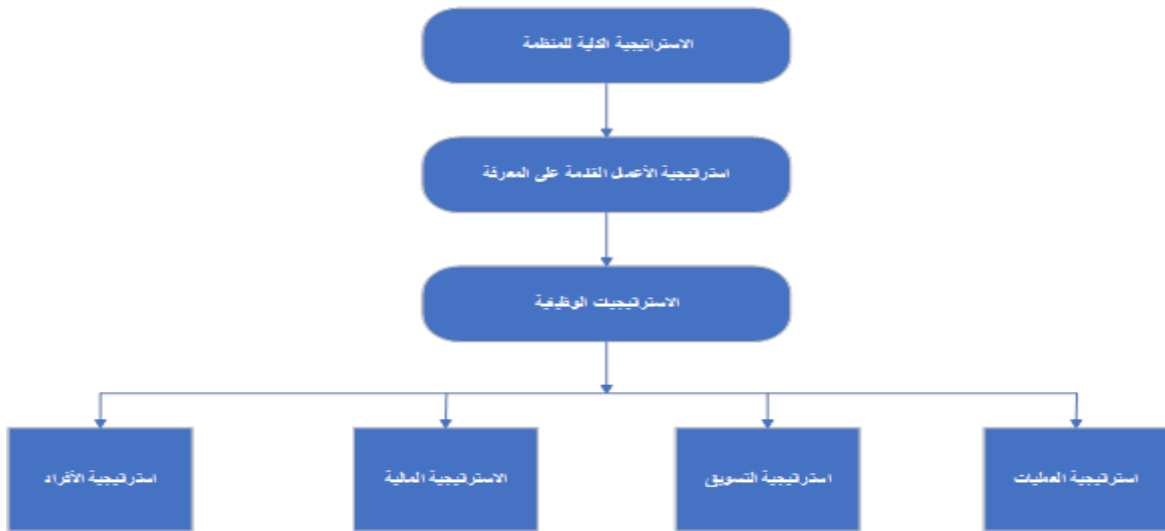 الاستراتيجية الكلية للمنظمة
استراتيجية الأعمال القائمة على المعرفة
الاستراتيجيات الوظيفية
استراتيجية العمليات
استراتيجية التسويق
الاستراتيجية المالية
استراتيجية الأفراد